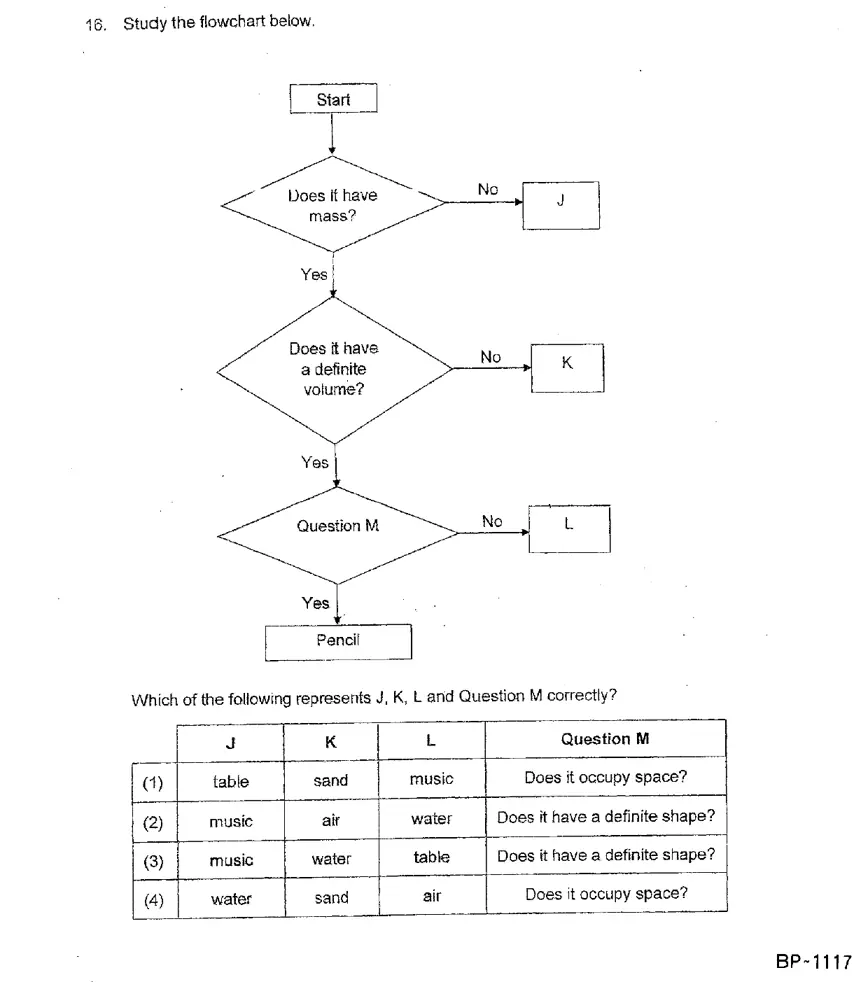 16. Study the flowchart below.
Start
Does it have
mass?
No
J
Yes
Does it have
a definite
volume?
No
K
Yes
Question M
No
L
Yes
Pencil
Which of the following represents J, K, L and Question M correctly?
J K L Question M
(1) table sand music Does it occupy space?
(2) music air water Does it have a definite shape?
(3) music water table Does it have a definite shape?
(4) water sand air Does it occupy space?
BP-1117